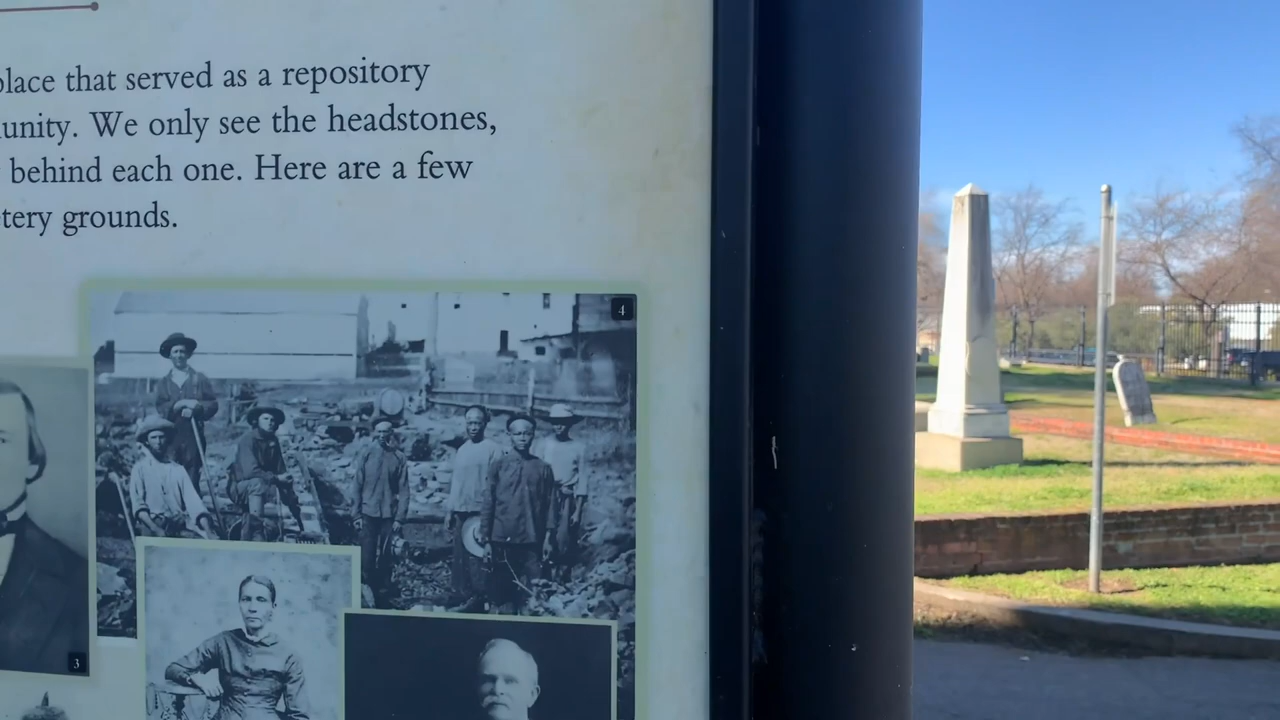 place that served as a repository
unity. We only see the headstones,
behind each one. Here are a few
tery grounds.
4
3